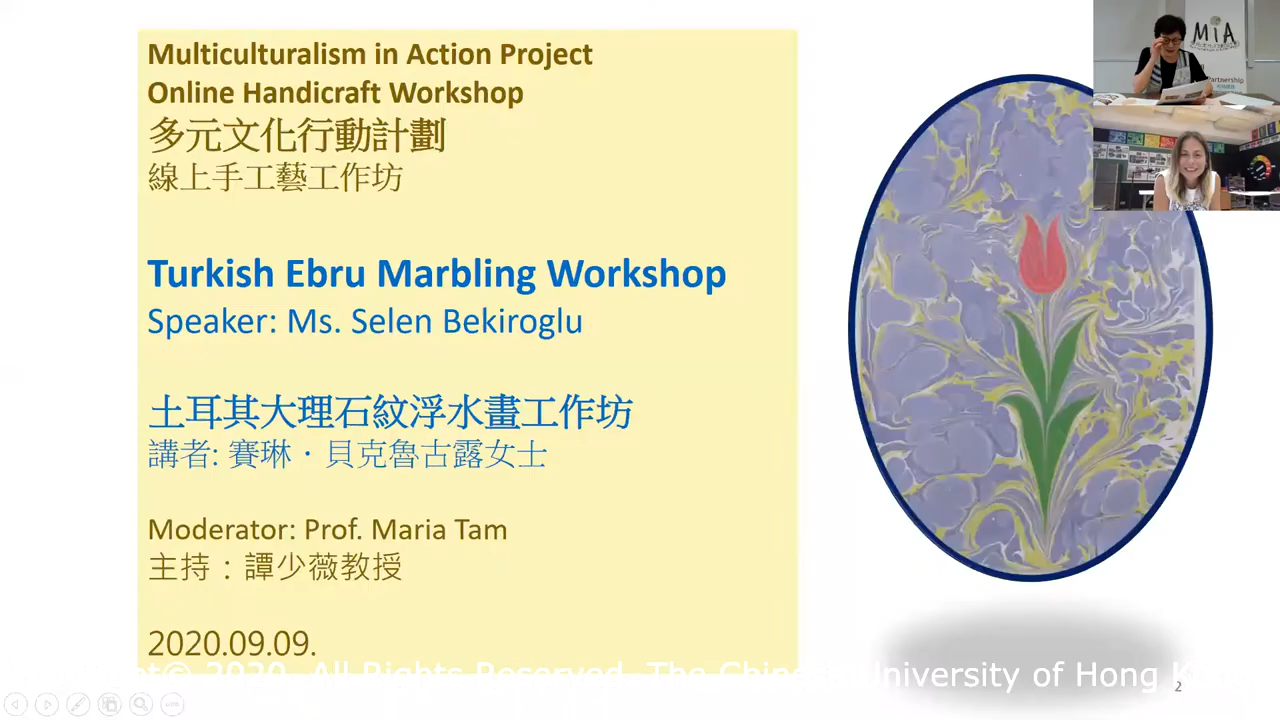 Multiculturalism in Action Project
Online Handicraft Workshop
多元文化行動計劃
線上手工藝工作坊
Turkish Ebru Marbling Workshop
Speaker: Ms. Selen Bekiroglu
土耳其大理石紋浮水畫工作坊
講者: 賽琳．貝克魯古露女士
Moderator: Prof. Maria Tam
主持：譚少薇教授
2020.09.09.
MiA
Partnership
© 2020. All Rights Reserved. The Chinese University of Hong
2